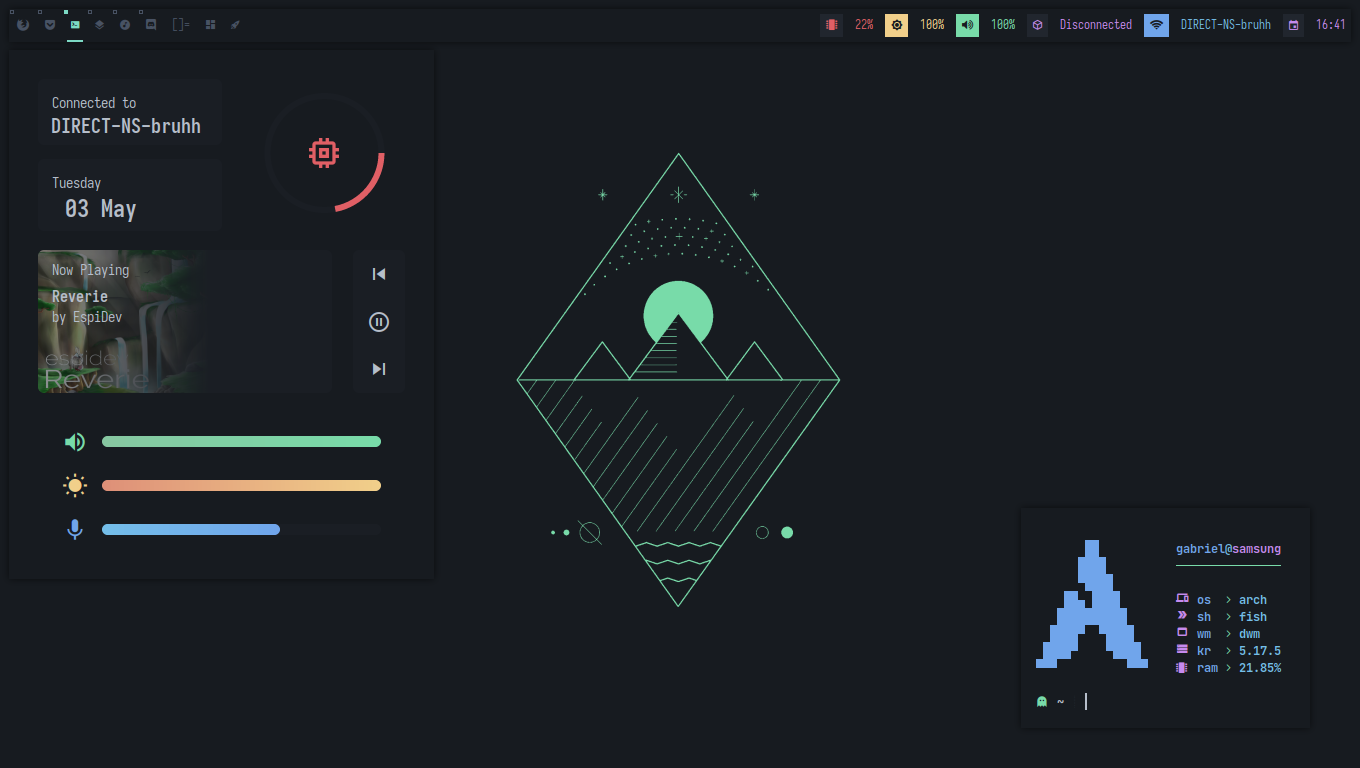 []= 22% 100% 100% Disconnected DIRECT-NS-bruhh 16:41
Connected to
DIRECT-NS-bruhh
Tuesday
03 May
Now Playing
Reverie
by EspiDev
espidev
Reverie
gabriel@samsung
os > arch
sh > fish
wm > dwm
kr > 5.17.5
ram > 21.85%
~